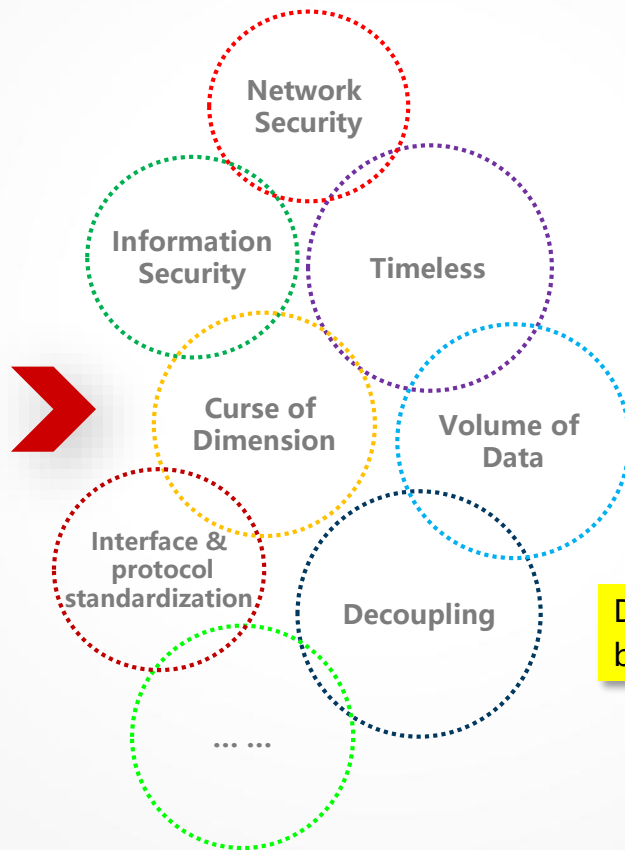 Network
Security
Information
Security
Timeless
Curse of
Dimension
Volume of
Data
Interface &
protocol
standardization
Decoupling
... ...